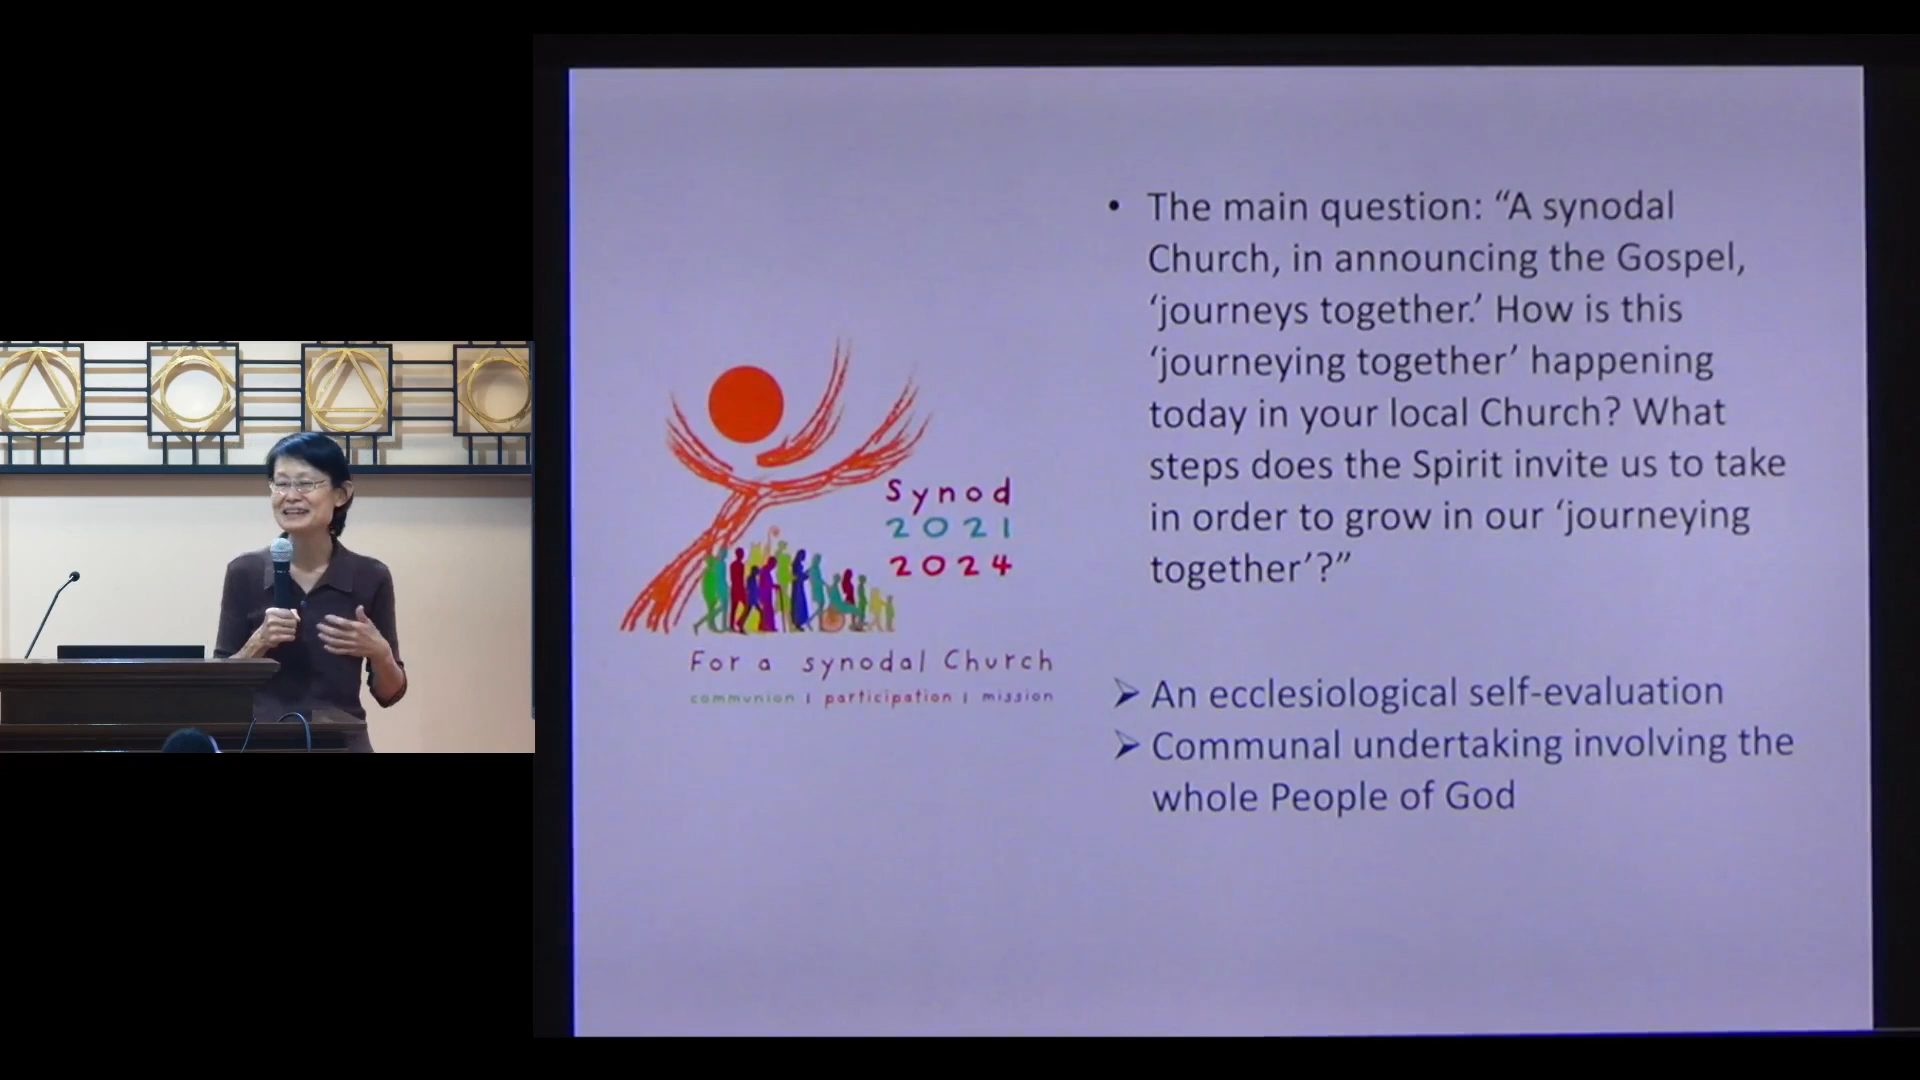 Synod
2021
2024
For a synodal Church
communion | participation | mission
• The main question: “A synodal
Church, in announcing the Gospel,
‘journeys together.’ How is this
‘journeying together’ happening
today in your local Church? What
steps does the Spirit invite us to take
in order to grow in our ‘journeying
together’?”
➢ An ecclesiological self-evaluation
➢ Communal undertaking involving the
whole People of God